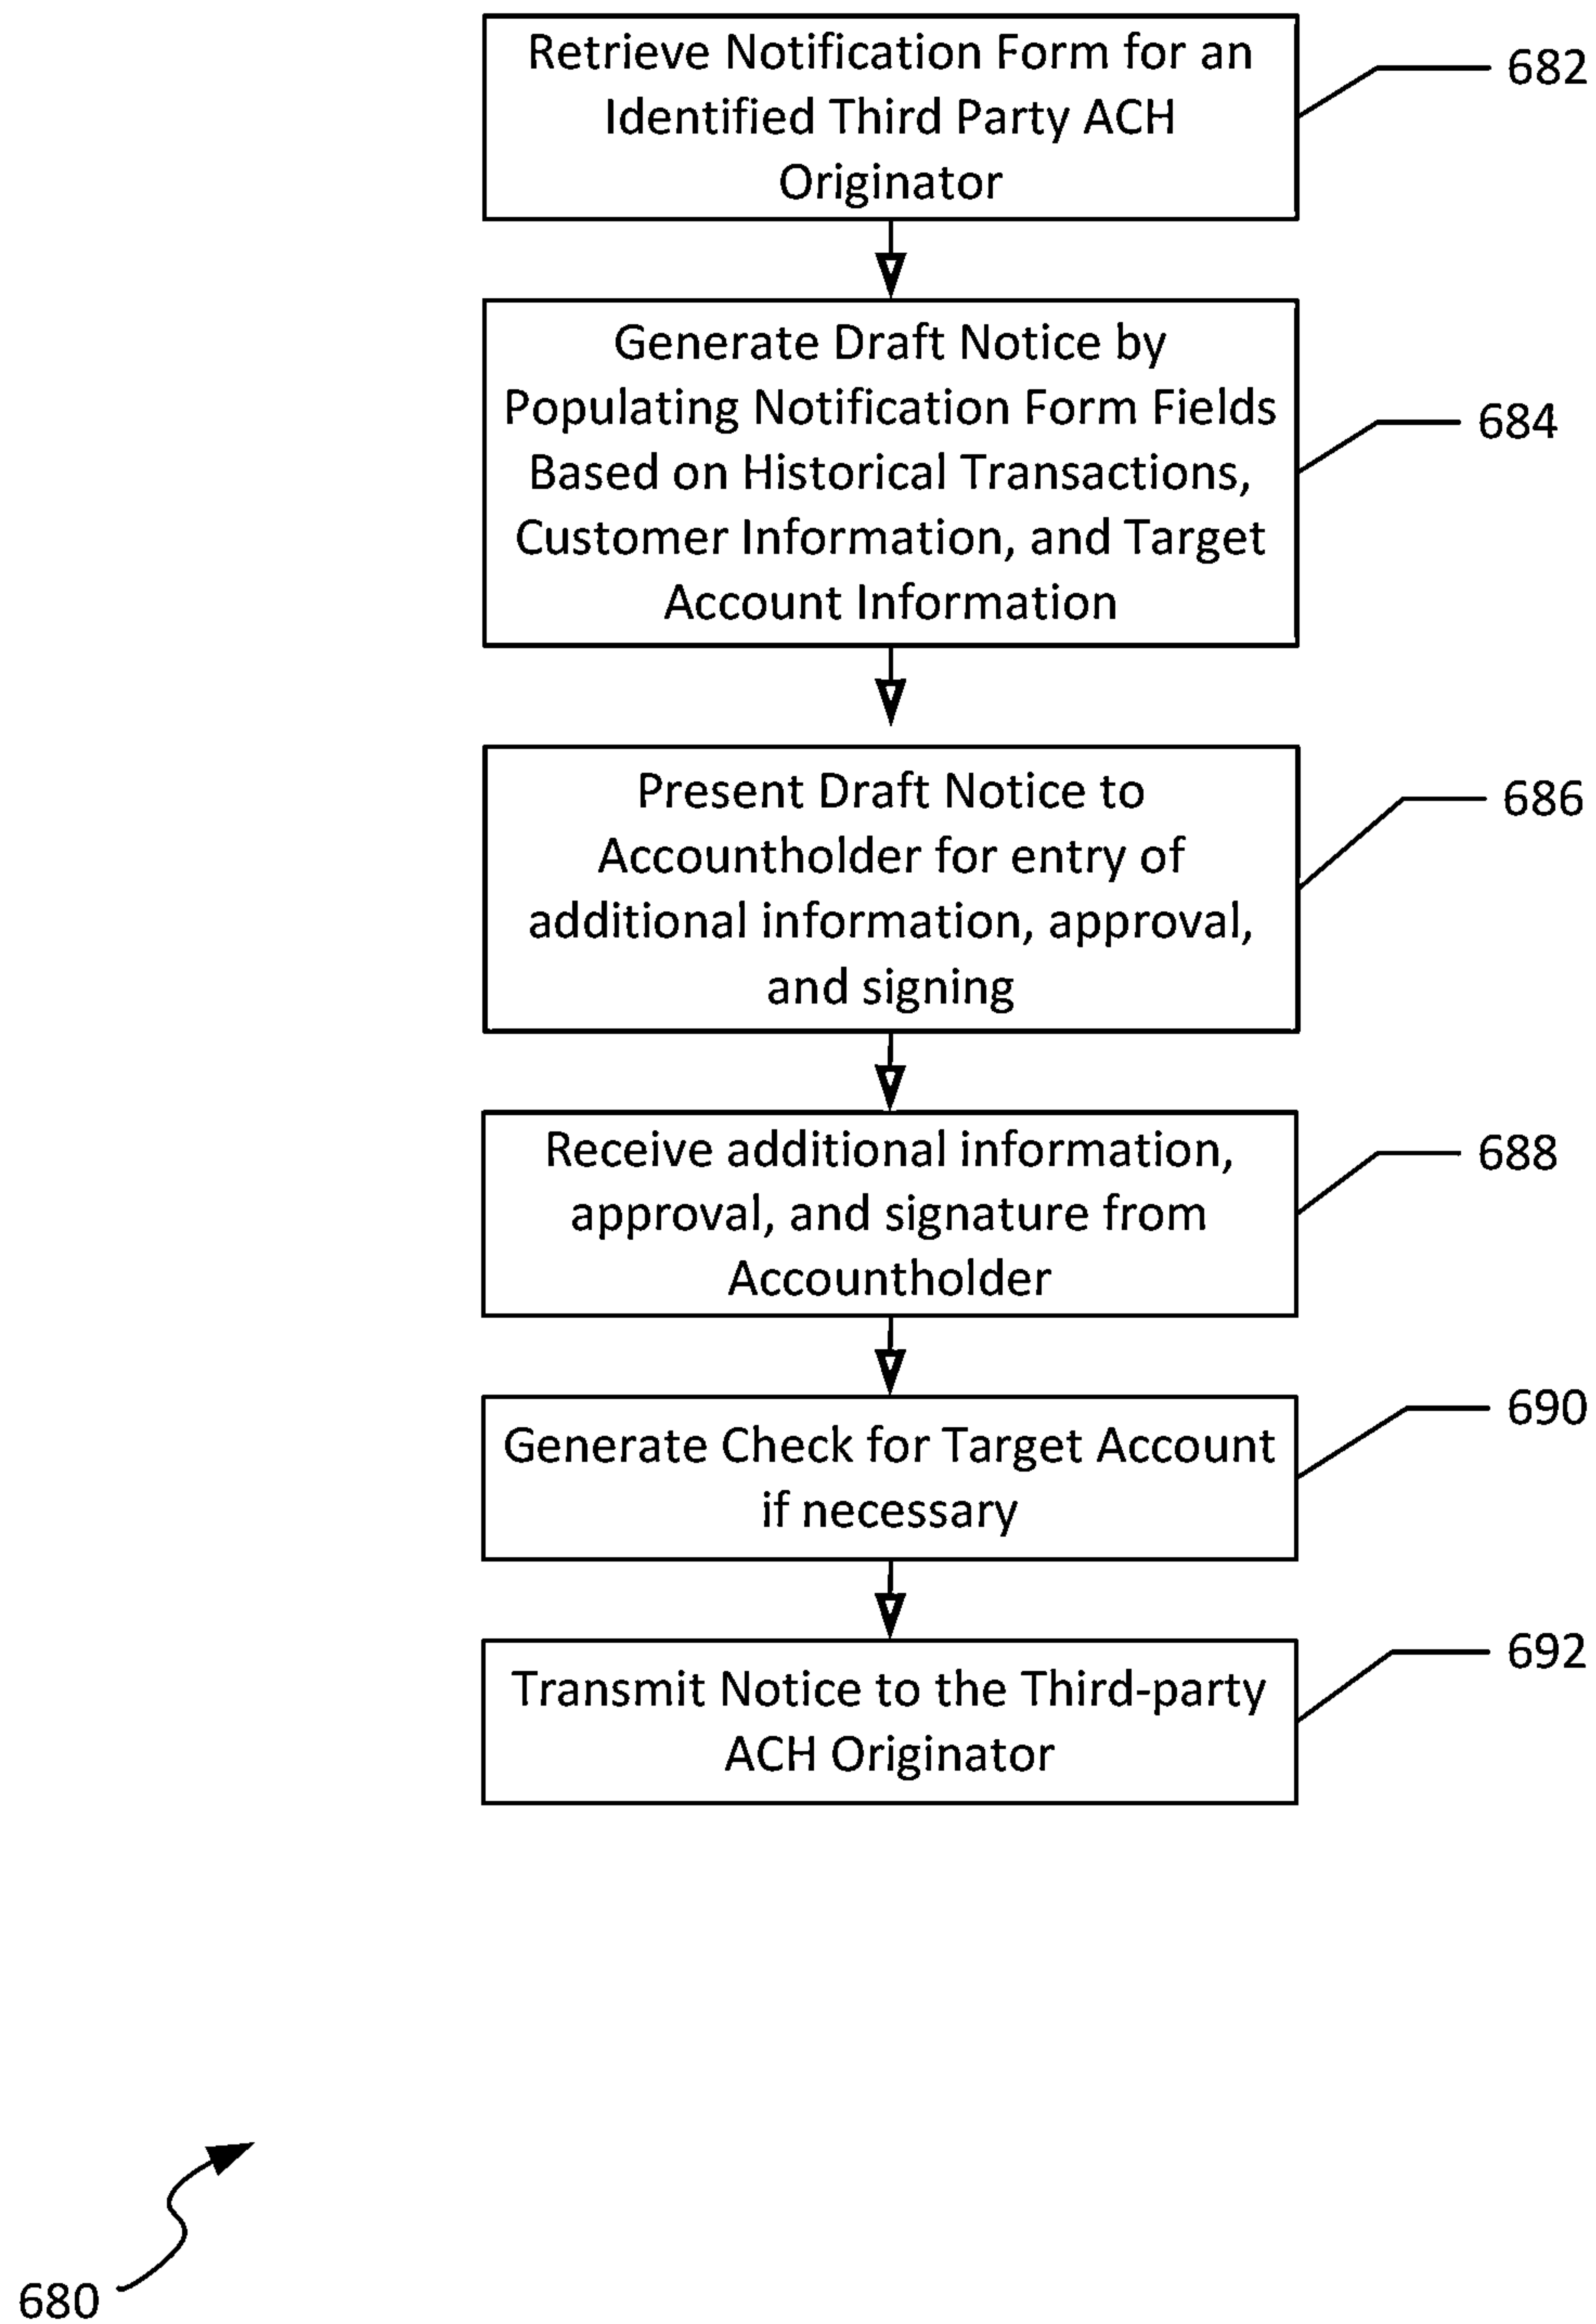 Retrieve Notification Form for an
Identified Third Party ACH
Originator
682
Generate Draft Notice by
Populating Notification Form Fields
Based on Historical Transactions,
Customer Information, and Target
Account Information
684
Present Draft Notice to
Accountholder for entry of
additional information, approval,
and signing
686
Receive additional information,
approval, and signature from
Accountholder
688
Generate Check for Target Account
if necessary
690
Transmit Notice to the Third-party
ACH Originator
692
680